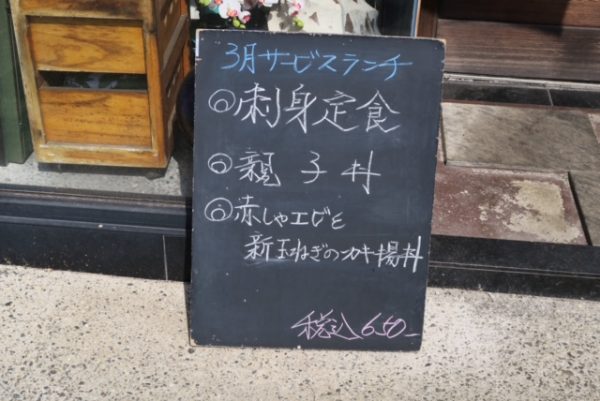 3月サービスランチ
◎刺身定食
◎親子丼
◎赤しゃエビと
新玉ねぎのカキ揚丼
税込650-